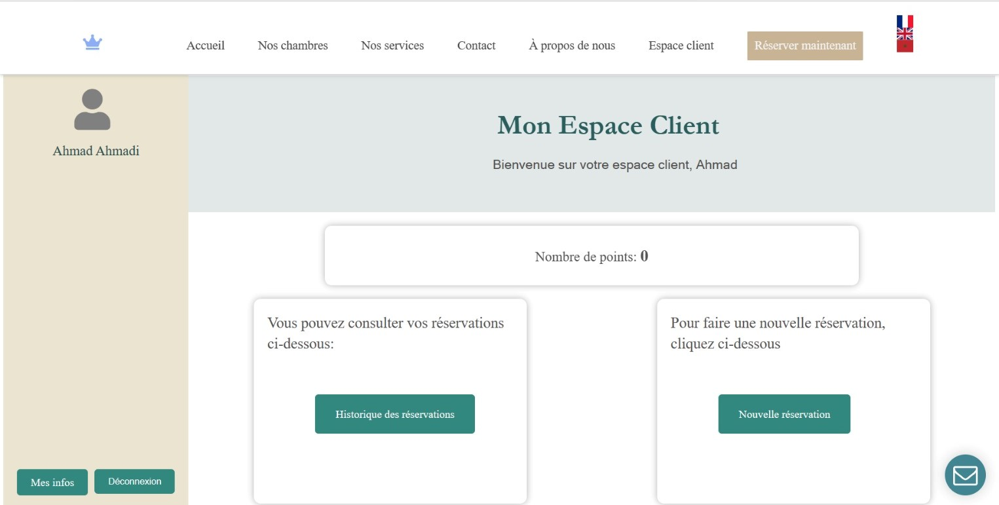 Accueil
Nos chambres
Nos services
Contact
À propos de nous
Espace client
Réserver maintenant
Ahmad Ahmadi
Mon Espace Client
Bienvenue sur votre espace client, Ahmad
Nombre de points: 0
Vous pouvez consulter vos réservations
ci-dessous:
Historique des réservations
Pour faire une nouvelle réservation,
cliquez ci-dessous
Nouvelle réservation
Mes infos
Déconnexion